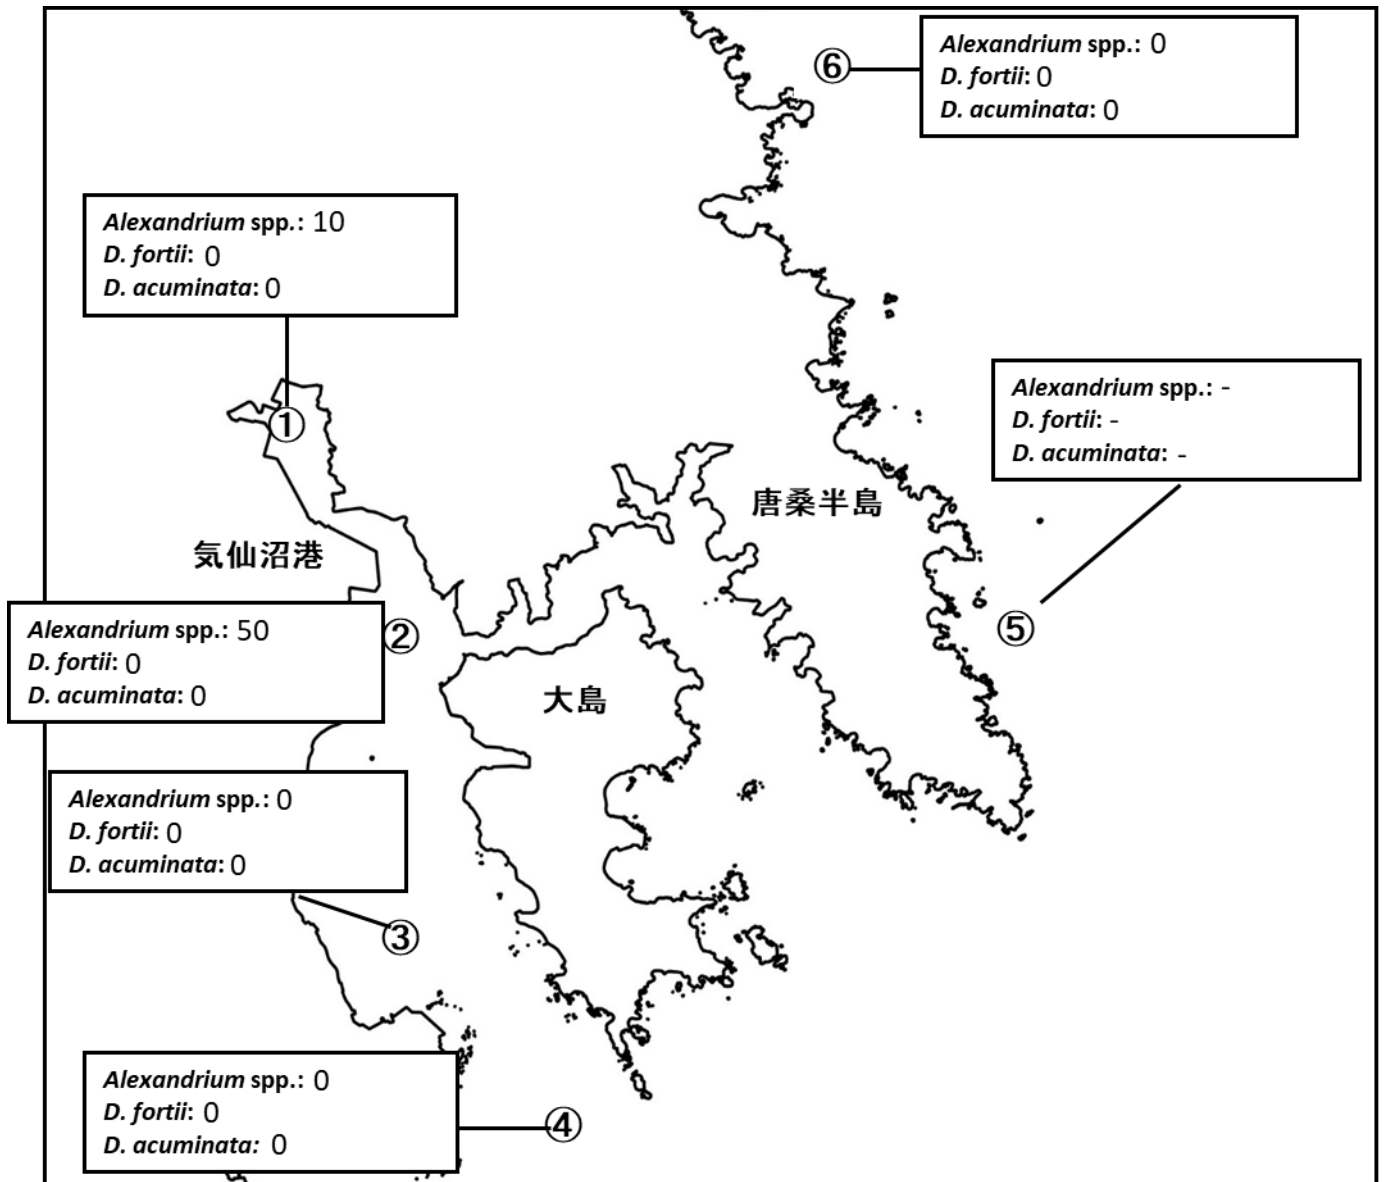 ⑥
Alexandrium spp.: 0
D. fortii: 0
D. acuminata: 0
Alexandrium spp.: 10
D. fortii: 0
D. acuminata: 0
①
Alexandrium spp.: -
D. fortii: -
D. acuminata: -
唐桑半島
気仙沼港
Alexandrium spp.: 50
D. fortii: 0
D. acuminata: 0
②
⑤
大島
Alexandrium spp.: 0
D. fortii: 0
D. acuminata: 0
③
Alexandrium spp.: 0
D. fortii: 0
D. acuminata: 0
④